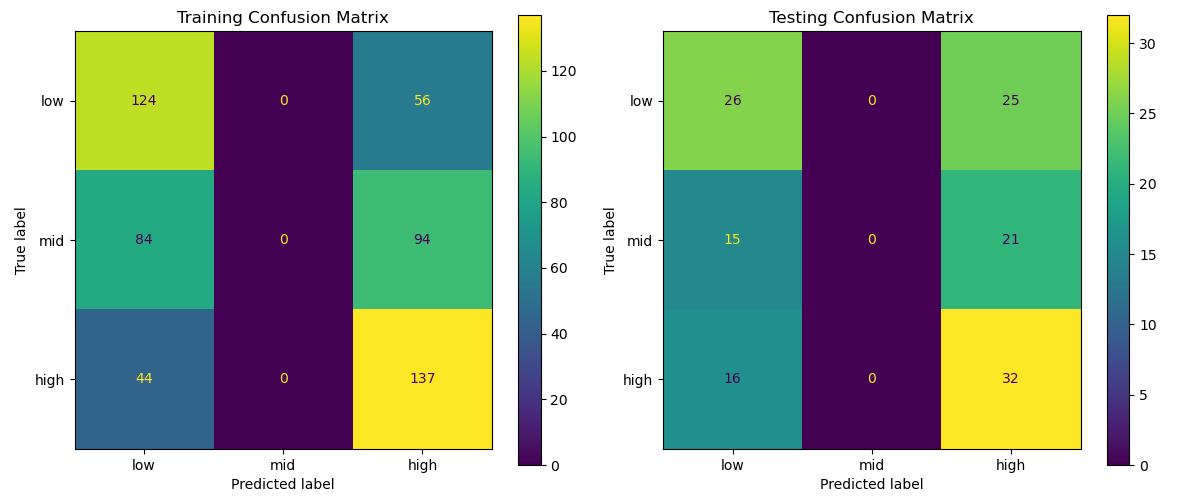 Training Confusion Matrix
low 124 0 56
mid 84 0 94
high 44 0 137
low mid high
Predicted label
True label
120
100
80
60
40
20
0
Testing Confusion Matrix
low 26 0 25
mid 15 0 21
high 16 0 32
low mid high
Predicted label
True label
30
25
20
15
10
5
0